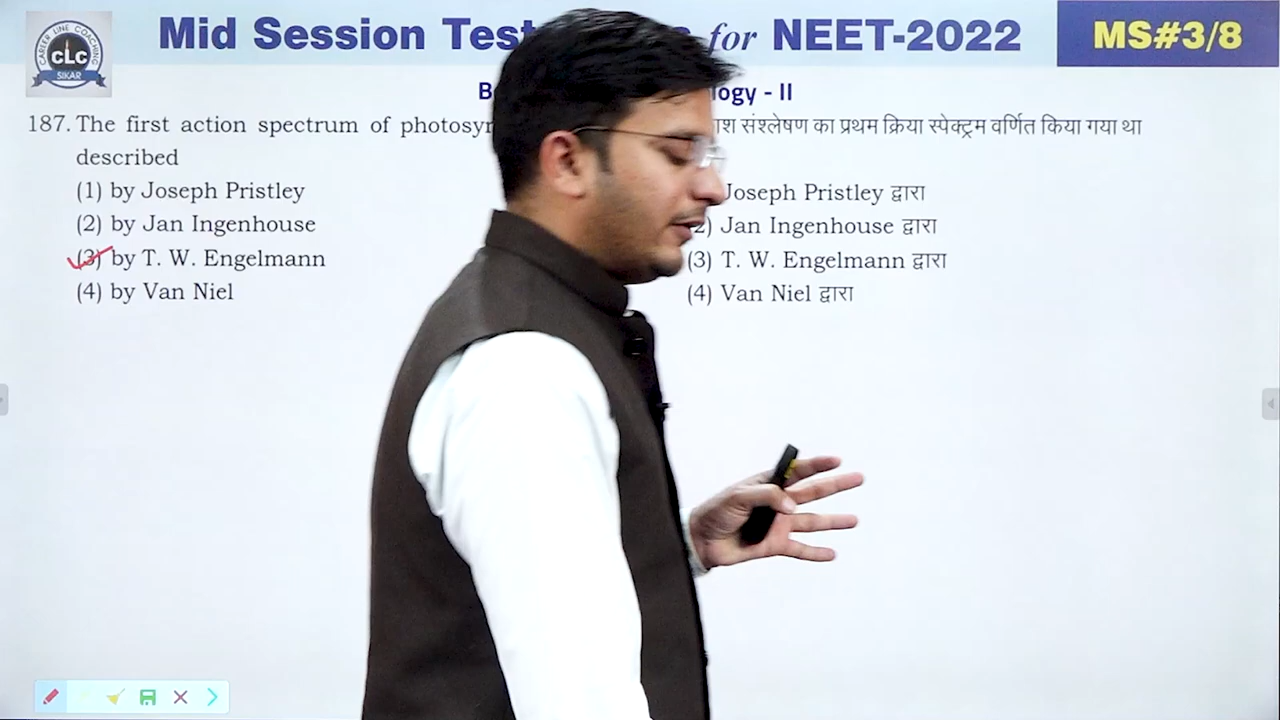 Mid Session Test for NEET-2022
MS#3/8
CAREER LINE COACHING
CLC
SIKAR
logy - II
187. The first action spectrum of
described
(1) by Joseph Pristley
(2) by Jan Ingenhouse
(3) by T. W. Engelmann
(4) by Van Niel
संश्लेषण का प्रथम क्रिया स्पेक्ट्रम वर्णित किया गया था
Joseph Pristley द्वारा
2) Jan Ingenhouse द्वारा
(3) T. W. Engelmann द्वारा
(4) Van Niel द्वारा